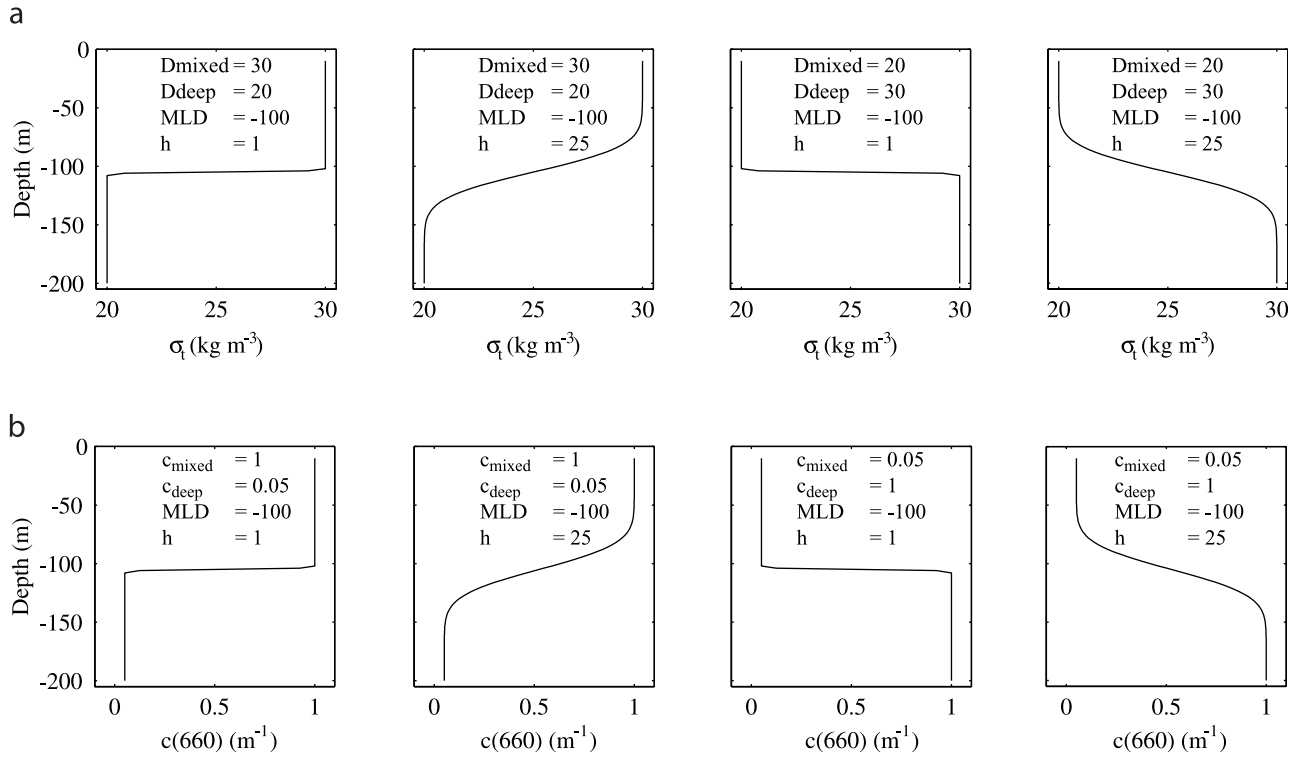 a
0
-50
-100
-150
-200
Depth (m)
Dmixed = 30
Ddeep = 20
MLD = -100
h = 1
20 25 30
σt (kg m-3)
Dmixed = 30
Ddeep = 20
MLD = -100
h = 25
20 25 30
σt (kg m-3)
Dmixed = 20
Ddeep = 30
MLD = -100
h = 1
20 25 30
σt (kg m-3)
Dmixed = 20
Ddeep = 30
MLD = -100
h = 25
20 25 30
σt (kg m-3)
b
0
-50
-100
-150
-200
Depth (m)
cmixed = 1
cdeep = 0.05
MLD = -100
h = 1
0 0.5 1
c(660) (m-1)
cmixed = 1
cdeep = 0.05
MLD = -100
h = 25
0 0.5 1
c(660) (m-1)
cmixed = 0.05
cdeep = 1
MLD = -100
h = 1
0 0.5 1
c(660) (m-1)
cmixed = 0.05
cdeep = 1
MLD = -100
h = 25
0 0.5 1
c(660) (m-1)